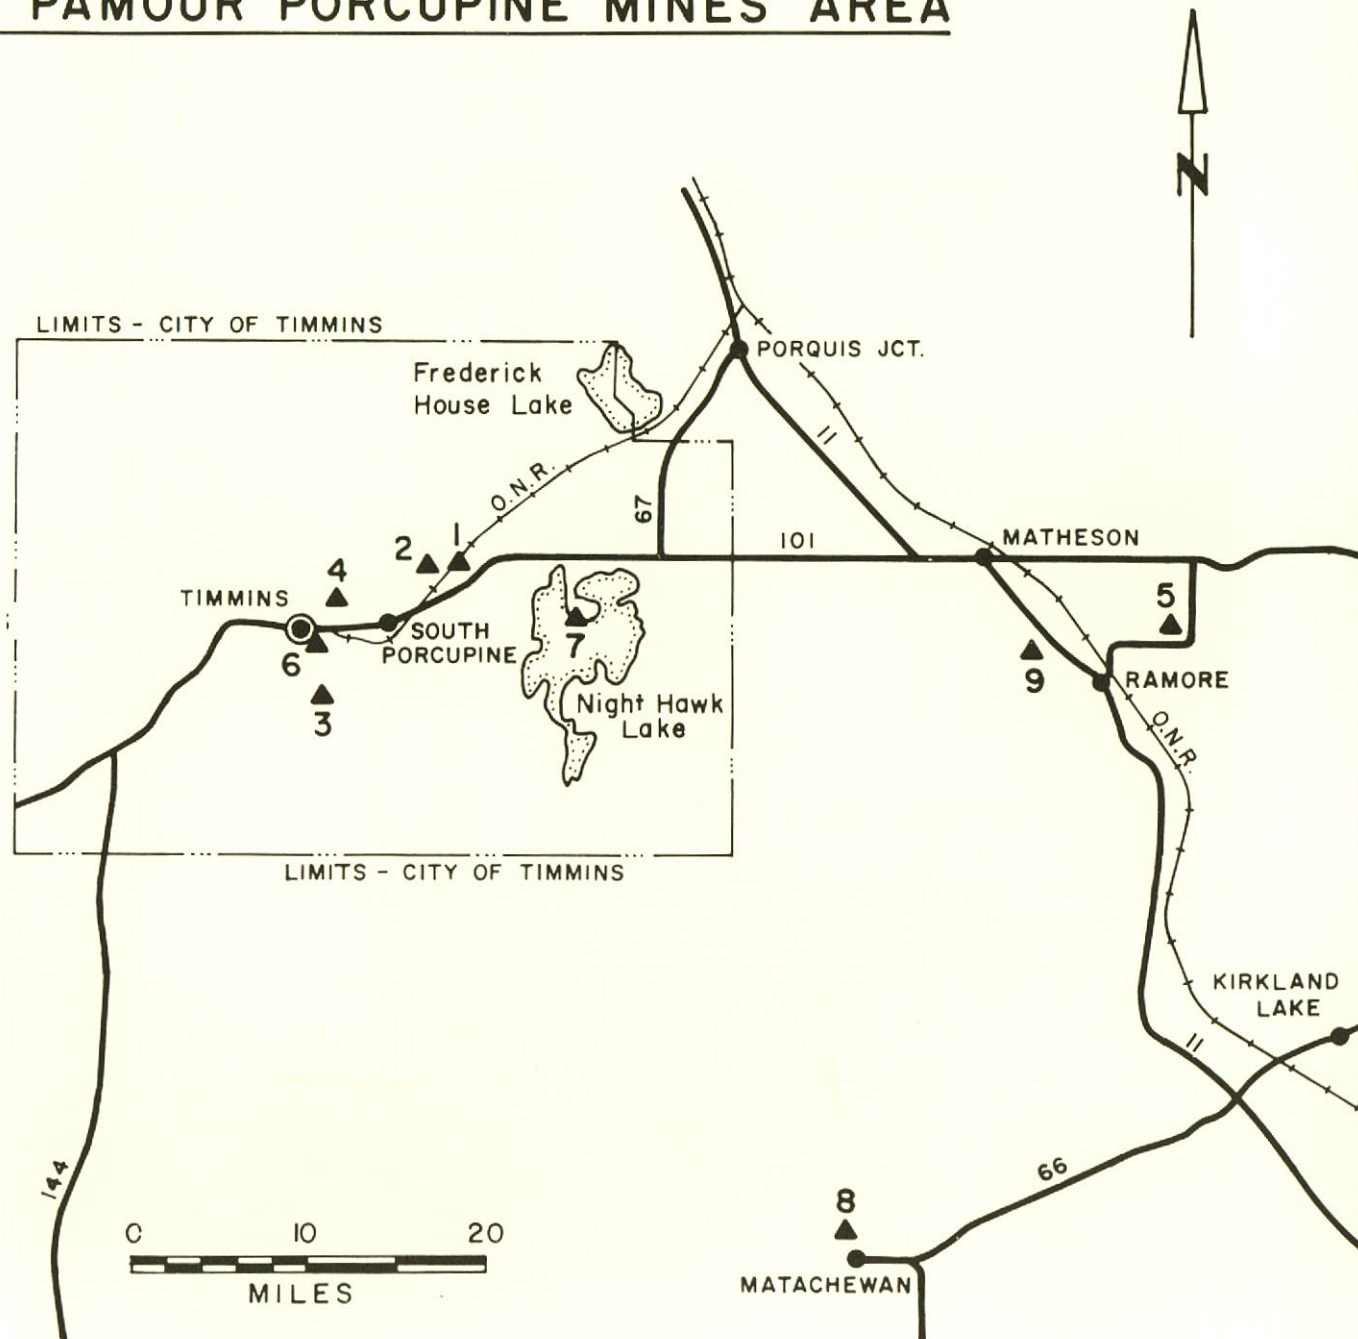 PAMOUR PORCUPINE MINES AREA
N
LIMITS - CITY OF TIMMINS
PORQUIS JCT.
Frederick
House Lake
11
O.N.R.
67
101
MATHESON
1
2
4
TIMMINS
5
SOUTH
PORCUPINE
6
7
9
RAMORE
3
Night Hawk
Lake
O.N.R.
LIMITS - CITY OF TIMMINS
KIRKLAND
LAKE
11
144
66
8
0 10 20
MILES
MATACHEWAN